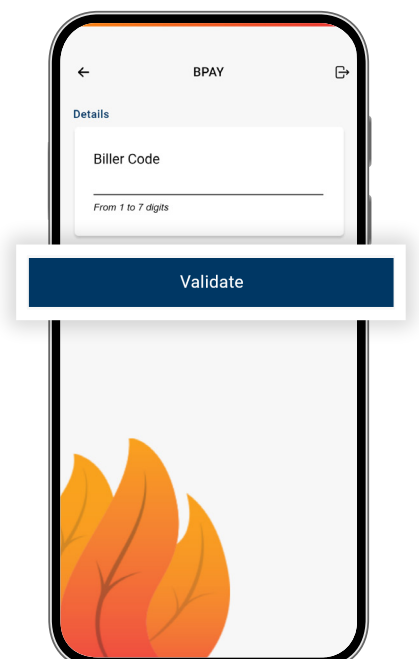 BPAY
Details
Biller Code
From 1 to 7 digits
Validate